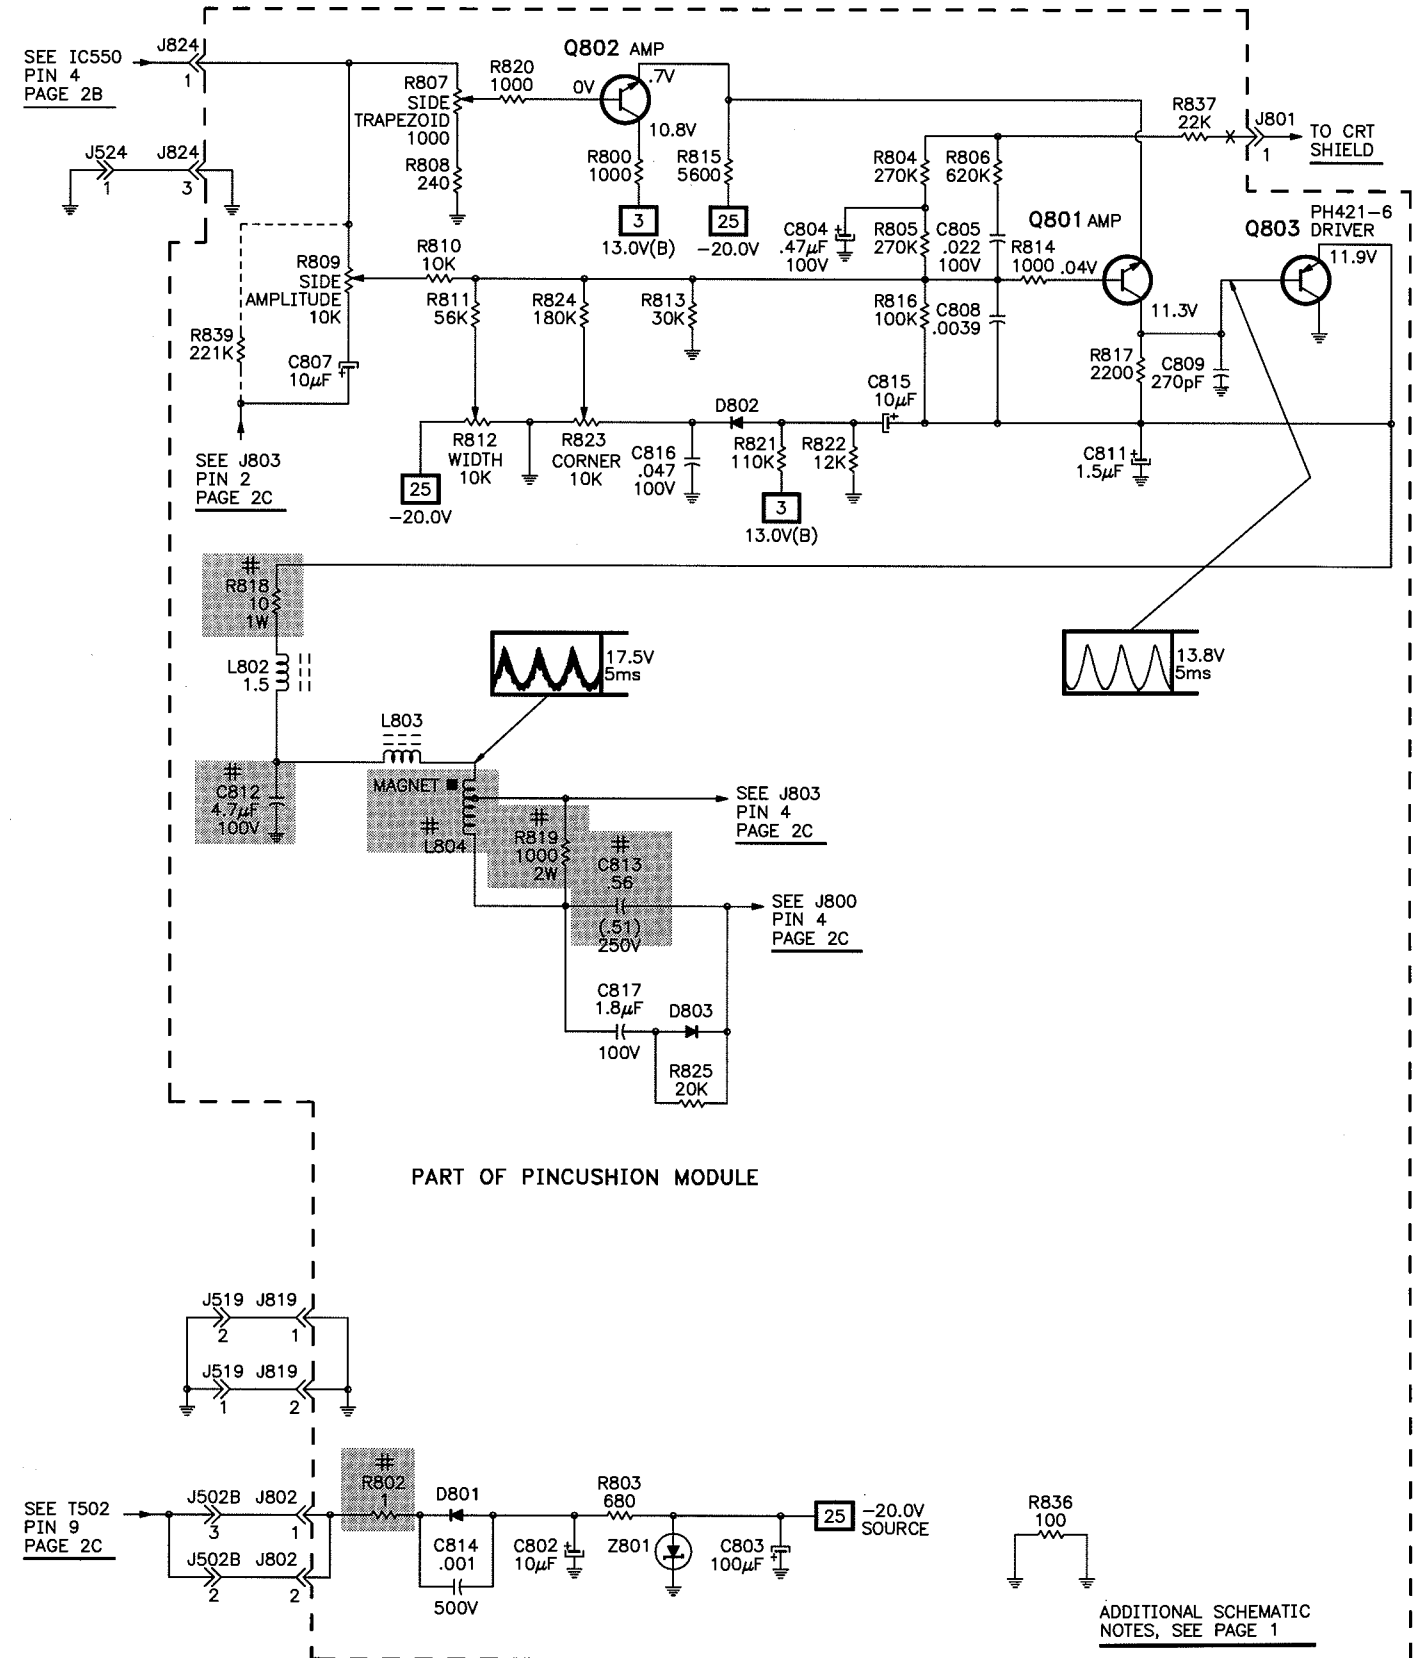 SEE IC550
PIN 4
PAGE 2B
J824
1
J524
J824
1
3
R807
SIDE
TRAPEZOID
1000
R808
240
R820
1000
Q802 AMP
0V
.7V
10.8V
R800
1000
3
13.0V(B)
R815
5600
25
-20.0V
R804
270K
R806
620K
R837
22K
X
J801
1
TO CRT
SHIELD
C804
+
.47µF
100V
R805
270K
C805
.022
100V
Q801 AMP
R814
1000
.04V
11.3V
PH421-6
Q803 DRIVER
11.9V
R809
SIDE
AMPLITUDE
10K
R810
10K
R811
56K
R824
180K
R813
30K
R816
100K
C808
.0039
R839
221K
C807
10µF
+
R817
2200
C809
270pF
C815
10µF
+
D802
R812
WIDTH
10K
R823
CORNER
10K
C816
.047
100V
R821
110K
R822
12K
C811
+
1.5µF
SEE J803
PIN 2
PAGE 2C
25
-20.0V
3
13.0V(B)
#
R818
10
1W
L802
1.5
17.5V
5ms
13.8V
5ms
L803
#
C812
4.7µF
100V
MAGNET
#
L804
#
R819
1000
2W
SEE J803
PIN 4
PAGE 2C
#
C813
.56
(.51)
250V
SEE J800
PIN 4
PAGE 2C
C817
1.8µF
100V
D803
R825
20K
PART OF PINCUSHION MODULE
J519 J819
2 1
J519 J819
1 2
SEE T502
PIN 9
PAGE 2C
J502B J802
3 1
J502B J802
2 2
#
R802
1
D801
C814
.001
500V
C802
10µF
+
R803
680
Z801
C803
100µF
+
25
-20.0V
SOURCE
R836
100
ADDITIONAL SCHEMATIC
NOTES, SEE PAGE 1